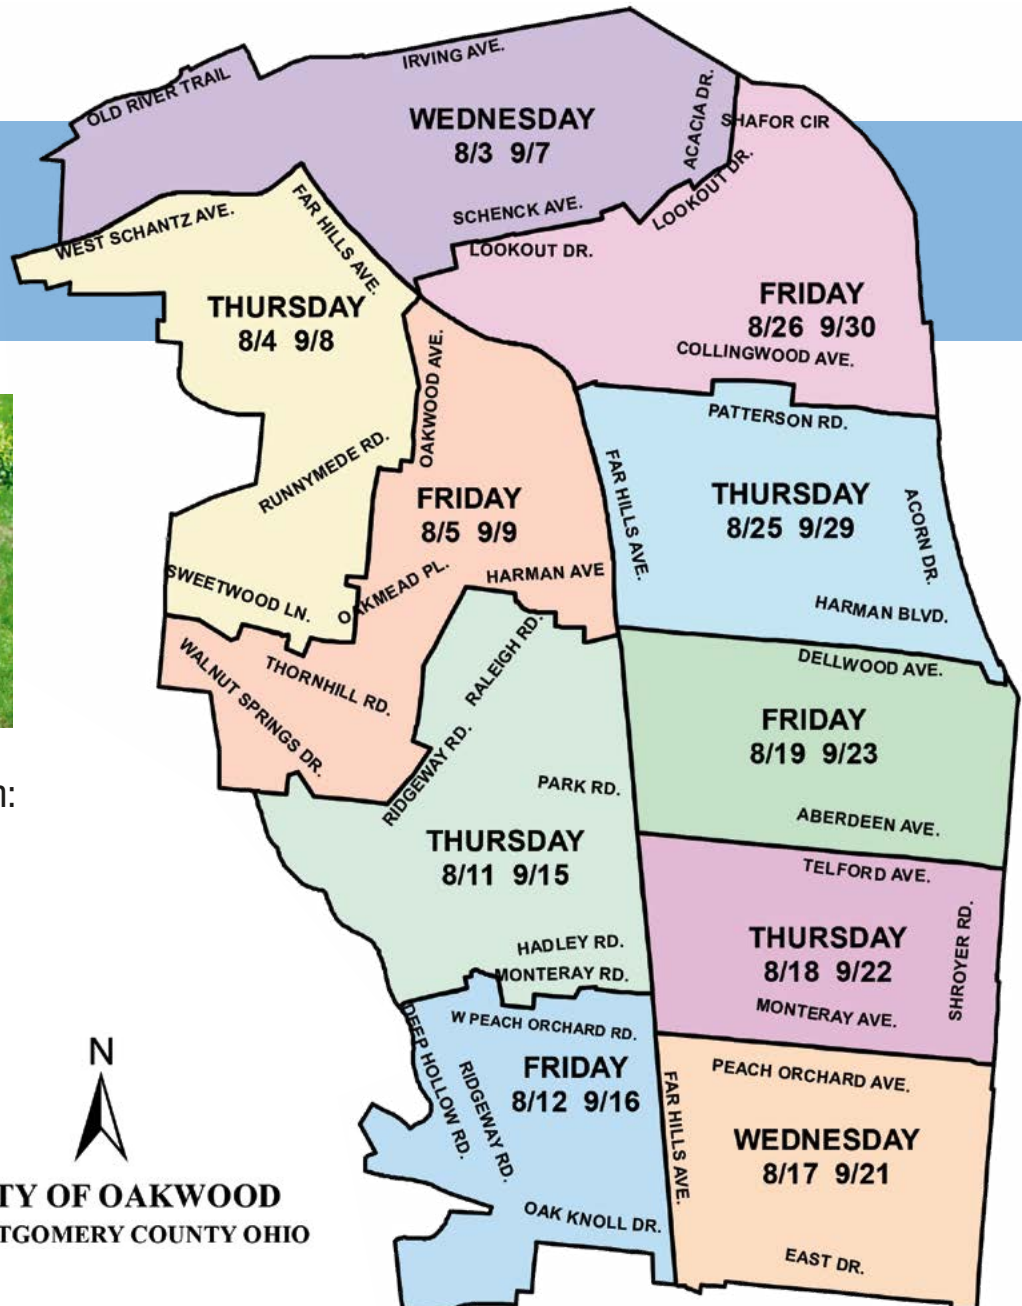 IRVING AVE.
OLD RIVER TRAIL
ACACIA DR.
WEDNESDAY
8/3 9/7
SHAFOR CIR
LOOKOUT DR.
SCHENCK AVE.
LOOKOUT DR.
WEST SCHANTZ AVE.
FAR HILLS AVE.
THURSDAY
8/4 9/8
FRIDAY
8/26 9/30
COLLINGWOOD AVE.
OAKWOOD AVE.
PATTERSON RD.
RUNNYMEDE RD.
FRIDAY
8/5 9/9
FAR HILLS AVE.
THURSDAY
8/25 9/29
ACORN DR.
SWEETWOOD LN.
OAKMEAD PL.
HARMAN AVE
HARMAN BLVD.
WALNUT SPRINGS DR.
THORNHILL RD.
RALEIGH RD.
DELLWOOD AVE.
FRIDAY
8/19 9/23
RIDGEWAY RD.
PARK RD.
ABERDEEN AVE.
n:
THURSDAY
8/11 9/15
TELFORD AVE.
HADLEY RD.
MONTERAY RD.
THURSDAY
8/18 9/22
SHROYER RD.
MONTERAY AVE.
DEEP HOLLOW RD.
W PEACH ORCHARD RD.
RIDGEWAY RD.
FRIDAY
8/12 9/16
FAR HILLS AVE.
PEACH ORCHARD AVE.
WEDNESDAY
8/17 9/21
OAK KNOLL DR.
EAST DR.
N
TY OF OAKWOOD
TGOMERY COUNTY OHIO